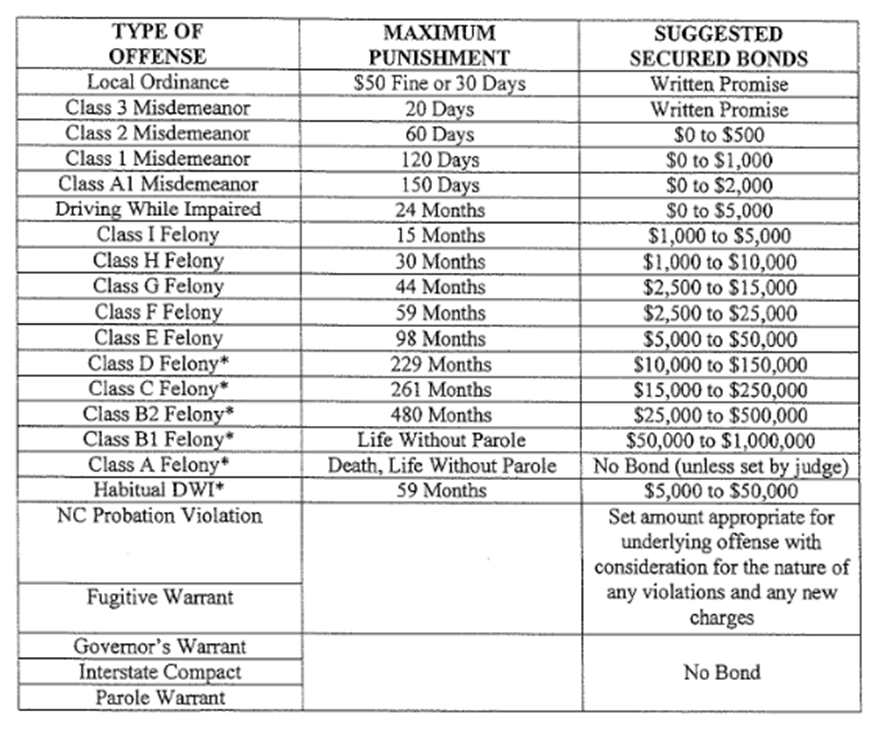 TYPE OF OFFENSE MAXIMUM PUNISHMENT SUGGESTED SECURED BONDS
Local Ordinance $50 Fine or 30 Days Written Promise
Class 3 Misdemeanor 20 Days Written Promise
Class 2 Misdemeanor 60 Days $0 to $500
Class 1 Misdemeanor 120 Days $0 to $1,000
Class A1 Misdemeanor 150 Days $0 to $2,000
Driving While Impaired 24 Months $0 to $5,000
Class I Felony 15 Months $1,000 to $5,000
Class H Felony 30 Months $1,000 to $10,000
Class G Felony 44 Months $2,500 to $15,000
Class F Felony 59 Months $2,500 to $25,000
Class E Felony 98 Months $5,000 to $50,000
Class D Felony* 229 Months $10,000 to $150,000
Class C Felony* 261 Months $15,000 to $250,000
Class B2 Felony* 480 Months $25,000 to $500,000
Class B1 Felony* Life Without Parole $50,000 to $1,000,000
Class A Felony* Death, Life Without Parole No Bond (unless set by judge)
Habitual DWI* 59 Months $5,000 to $50,000
NC Probation Violation
Fugitive Warrant
Set amount appropriate for
underlying offense with
consideration for the nature of
any violations and any new
charges
Governor's Warrant
Interstate Compact
Parole Warrant
No Bond